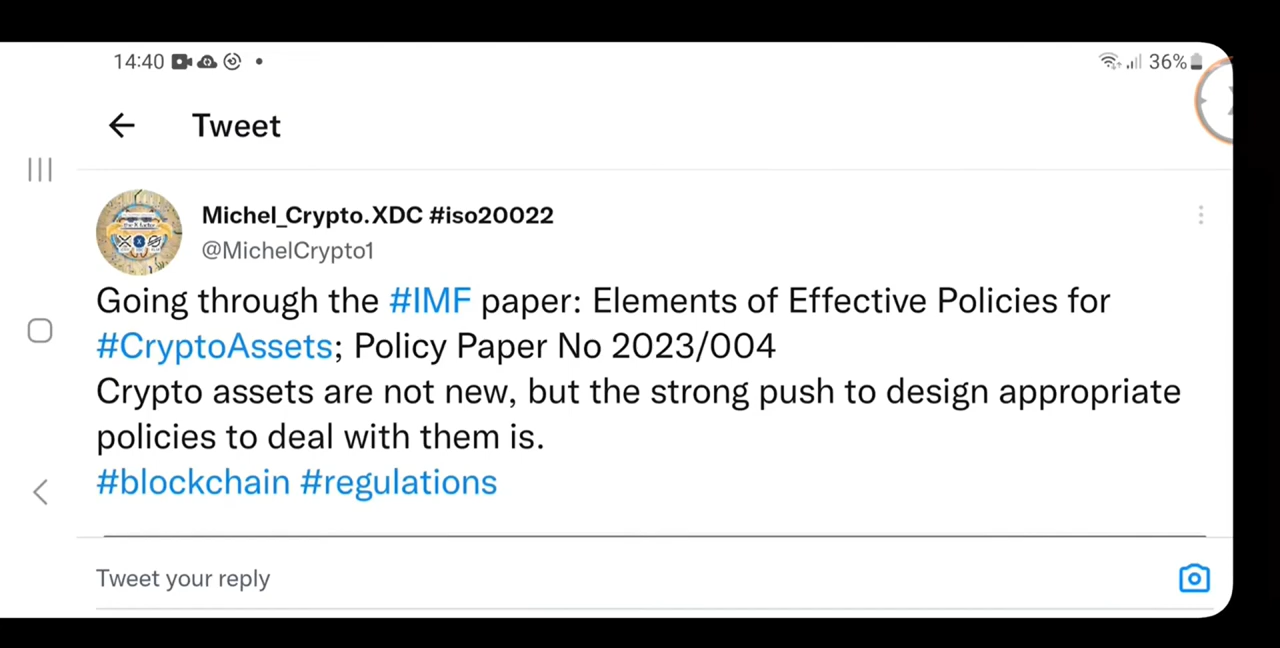 14:40
36%
Tweet
Michel_Crypto.XDC #iso20022
@MichelCrypto1
Going through the #IMF paper: Elements of Effective Policies for
#CryptoAssets; Policy Paper No 2023/004
Crypto assets are not new, but the strong push to design appropriate
policies to deal with them is.
#blockchain #regulations
Tweet your reply